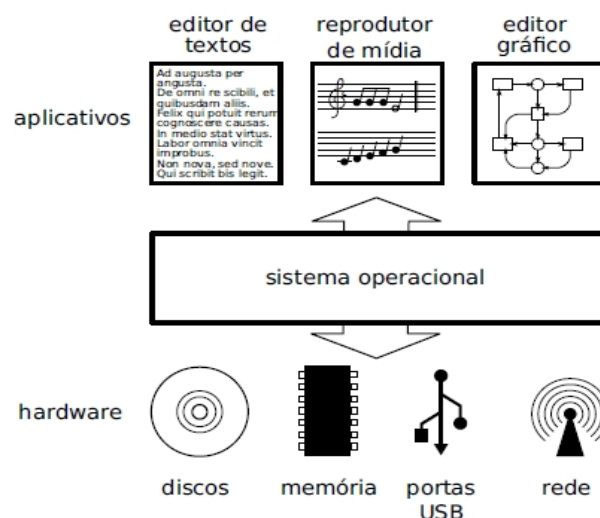 editor de
textos
reprodutor
de mídia
editor
gráfico
aplicativos
Ad augusta per
angusta.
De omni re scibili, et
quibusdam aliis.
Felix qui potuit rerum
cognoscere causas.
In medio stat virtus.
Labor omnia vincit
improbus.
Non nova, sed nove.
Qui scribit bis legit.
sistema operacional
hardware
discos
memória
portas
USB
rede